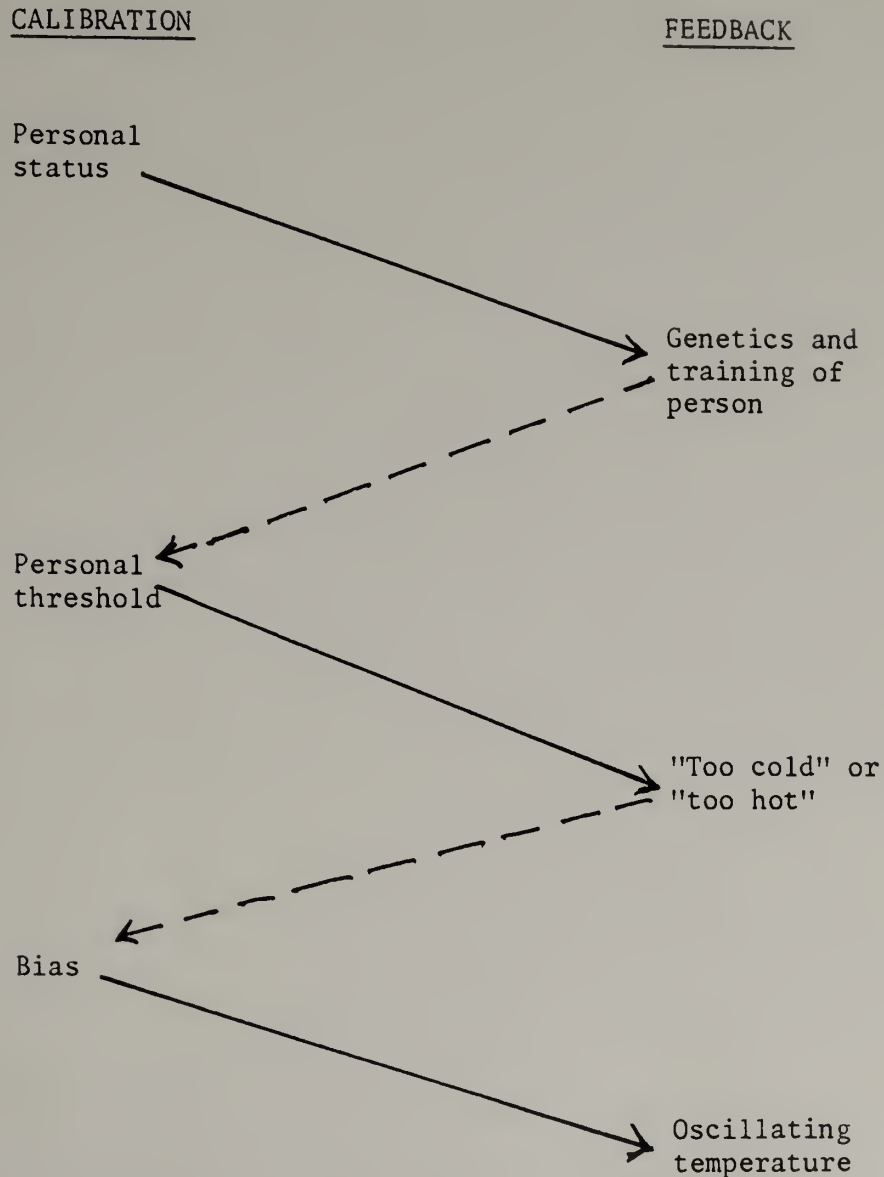 CALIBRATION
FEEDBACK
Personal
status
Genetics and
training of
person
Personal
threshold
"Too cold" or
"too hot"
Bias
Oscillating
temperature